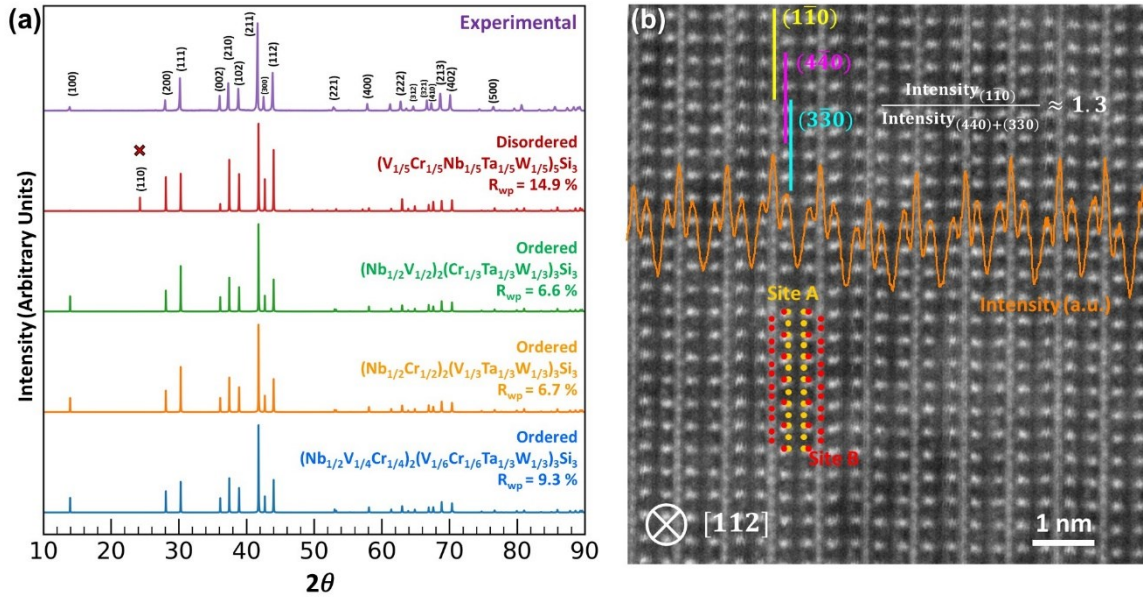 (a)
Experimental
(100)
(200)
(111)
(002)
(210)
(102)
(211)
(300)
(112)
(221)
(400)
(222)
(312)
(321)
(410)
(213)
(402)
(500)
Disordered
(V1/5Cr1/5Nb1/5Ta1/5W1/5)5Si3
Rwp = 14.9 %
(110)
Ordered
(Nb1/2V1/2)2(Cr1/3Ta1/3W1/3)3Si3
Rwp = 6.6 %
Ordered
(Nb1/2Cr1/2)2(V1/3Ta1/3W1/3)3Si3
Rwp = 6.7 %
Ordered
(Nb1/2V1/4Cr1/4)2(V1/6Cr1/6Ta1/3W1/3)3Si3
Rwp = 9.3 %
Intensity (Arbitrary Units)
10 20 30 40 50 60 70 80 90
2θ
(b)
(11̄0)
(44̄0)
(33̄0)
Intensity(110)
Intensity(440)+(330)
≈ 1.3
Site A
Intensity (a.u.)
Site B
[112]
1 nm